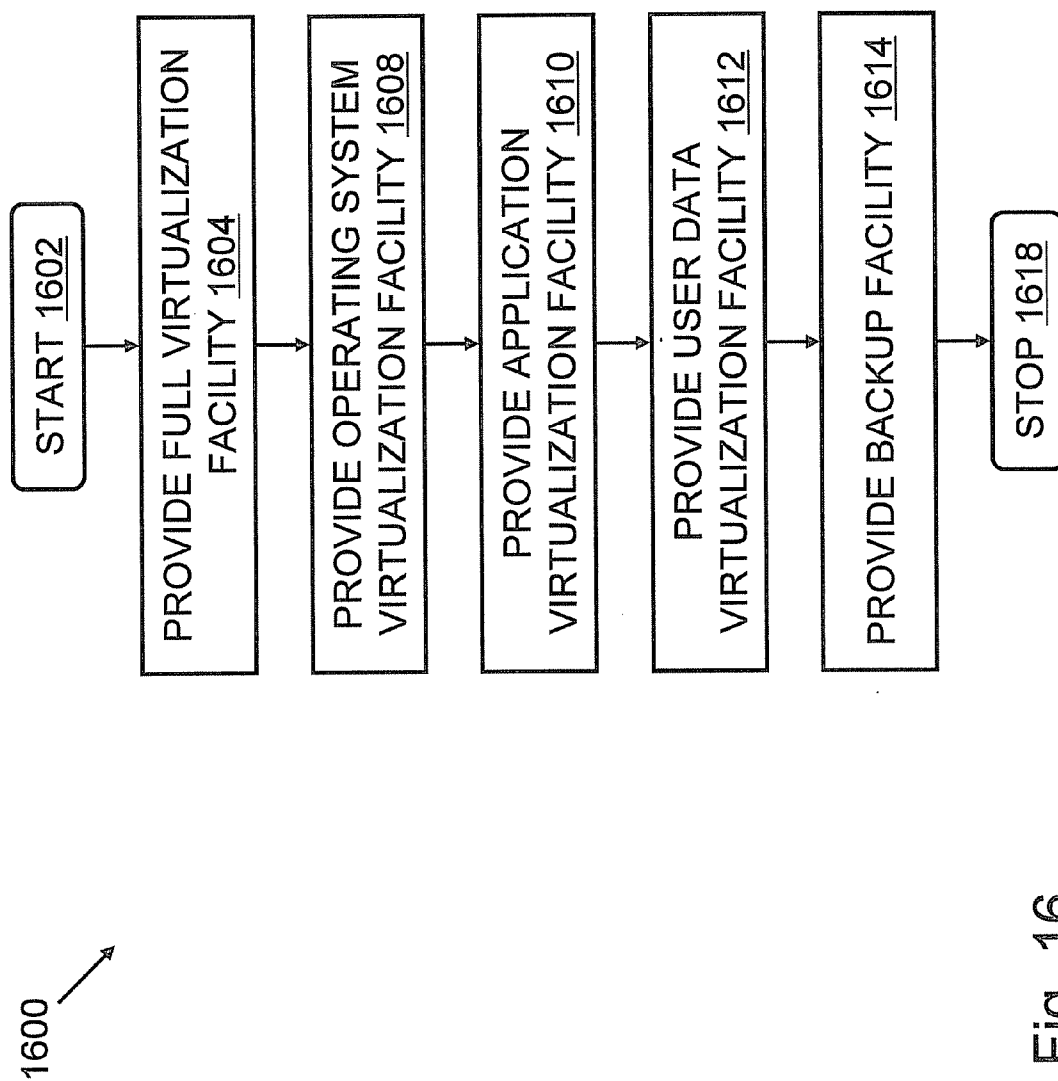 1600
START 1602
PROVIDE FULL VIRTUALIZATION
FACILITY 1604
PROVIDE OPERATING SYSTEM
VIRTUALIZATION FACILITY 1608
PROVIDE APPLICATION
VIRTUALIZATION FACILITY 1610
PROVIDE USER DATA
VIRTUALIZATION FACILITY 1612
PROVIDE BACKUP FACILITY 1614
STOP 1618
Fig. 16